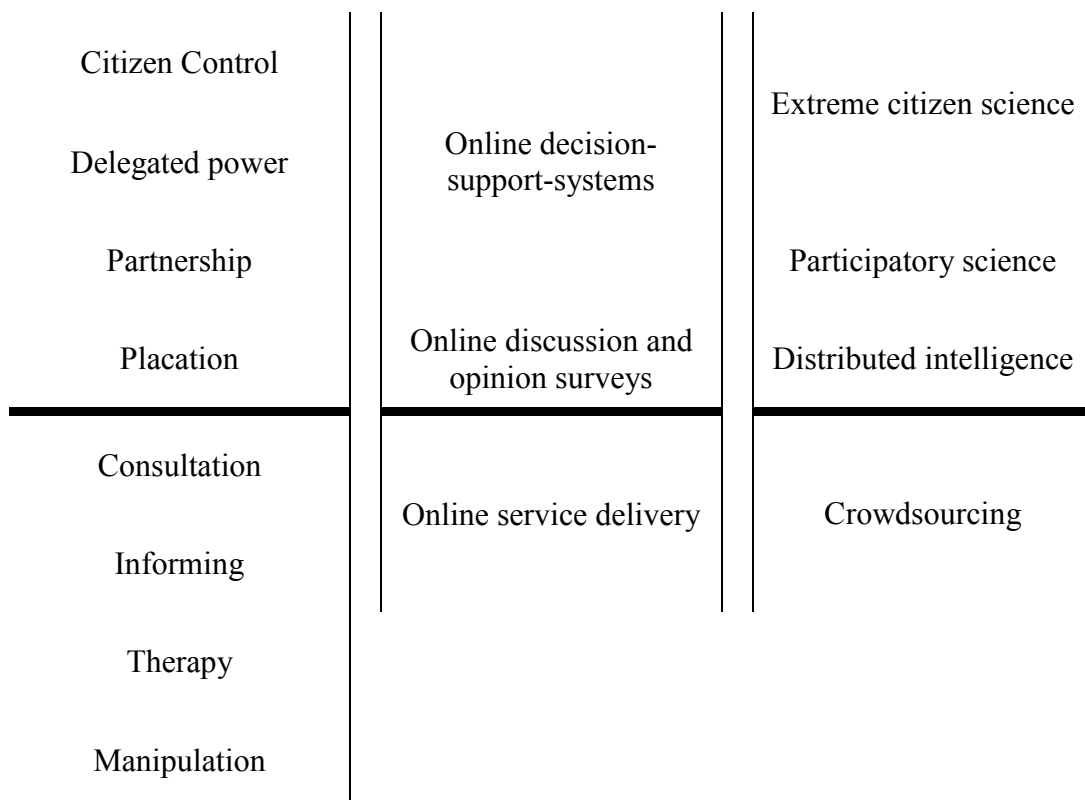 Citizen Control
Delegated power
Partnership
Placation
Consultation
Informing
Therapy
Manipulation
Online decision-
support-systems
Online discussion and
opinion surveys
Online service delivery
Extreme citizen science
Participatory science
Distributed intelligence
Crowdsourcing